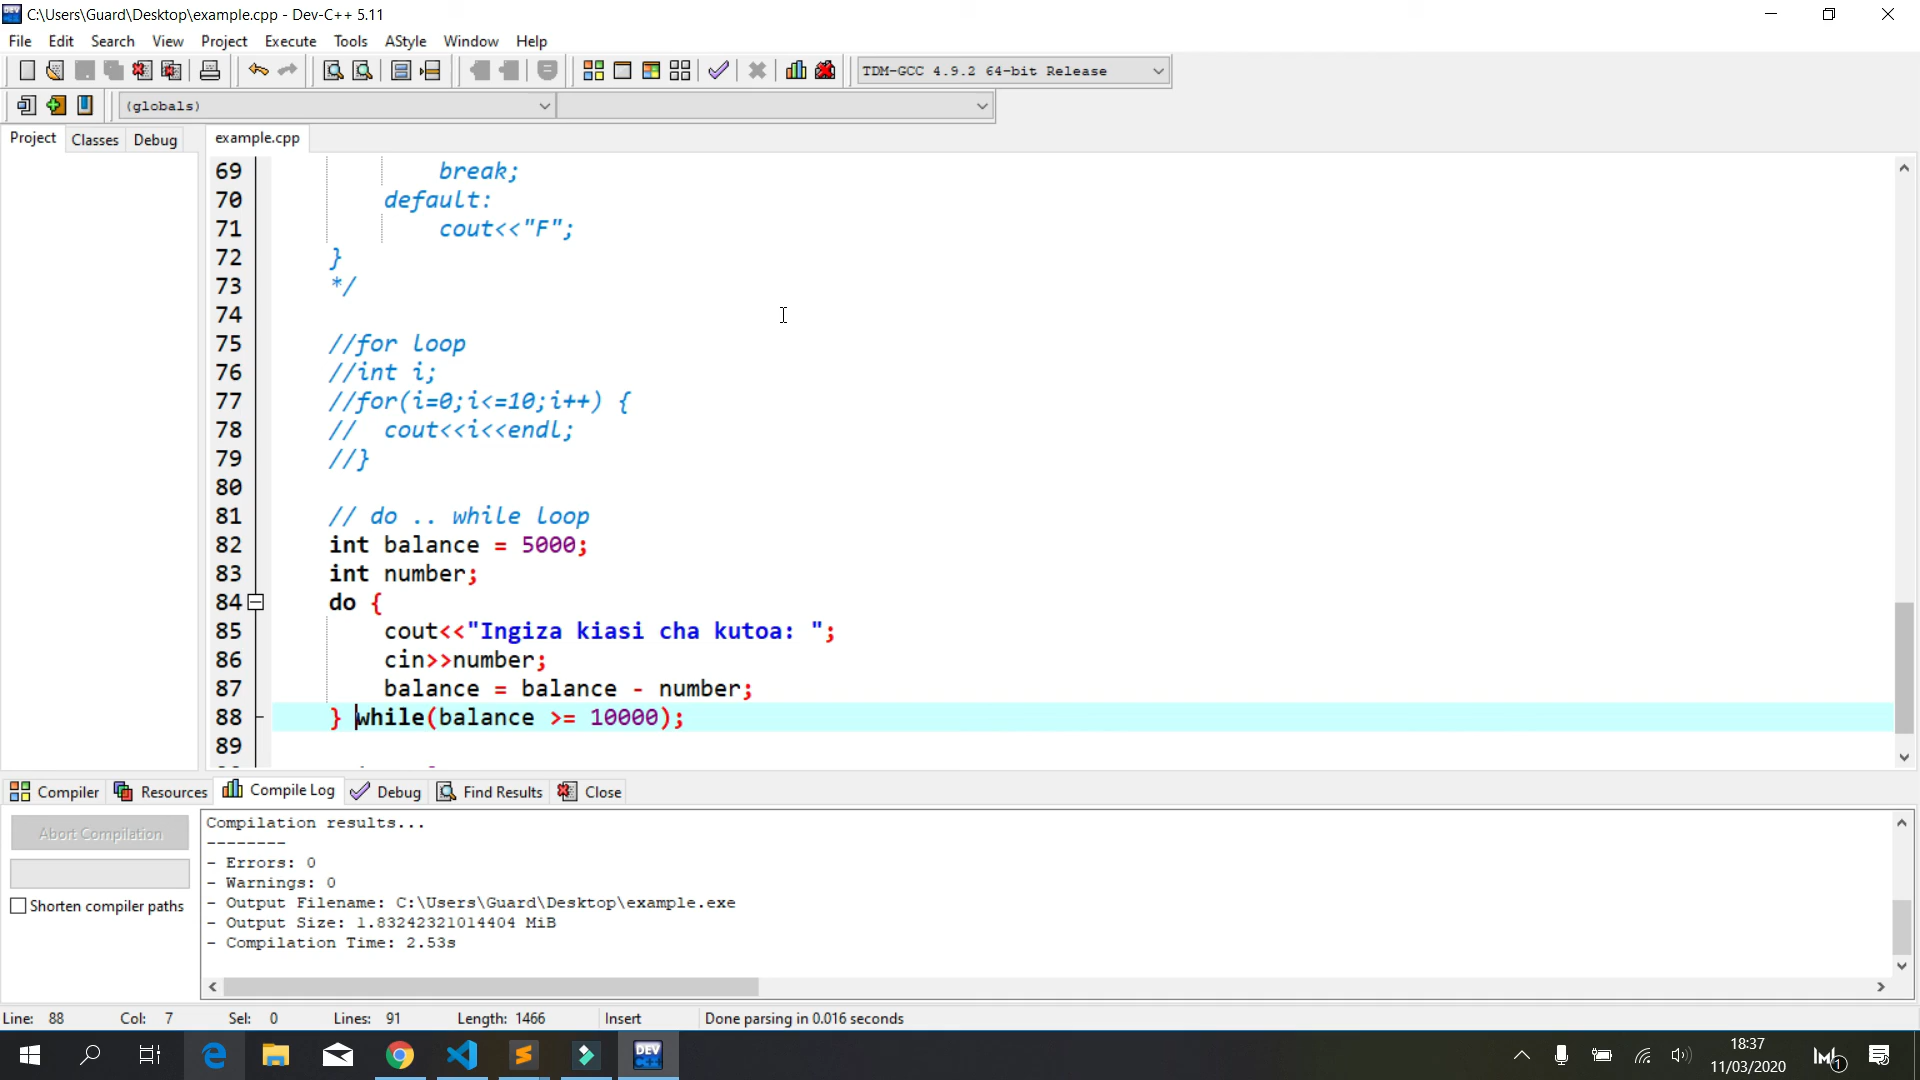 C:\Users\Guard\Desktop\example.cpp - Dev-C++ 5.11
File Edit Search View Project Execute Tools AStyle Window Help
TDM-GCC 4.9.2 64-bit Release
(globals)
Project Classes Debug example.cpp
69 break;
70 default:
71 cout<<"F";
72 }
73 */
74
75 //for loop
76 //int i;
77 //for(i=0;i<=10;i++) {
78 // cout<<i<<endl;
79 //}
80
81 // do .. while loop
82 int balance = 5000;
83 int number;
84 do {
85 cout<<"Ingiza kiasi cha kutoa: ";
86 cin>>number;
87 balance = balance - number;
88 } while(balance >= 10000);
89
Compiler Resources Compile Log Debug Find Results Close
Abort Compilation
Shorten compiler paths
Compilation results...
--------
- Errors: 0
- Warnings: 0
- Output Filename: C:\Users\Guard\Desktop\example.exe
- Output Size: 1.83242321014404 MiB
- Compilation Time: 2.53s
Line: 88 Col: 7 Sel: 0 Lines: 91 Length: 1466 Insert Done parsing in 0.016 seconds
DEV
18:37
11/03/2020
1